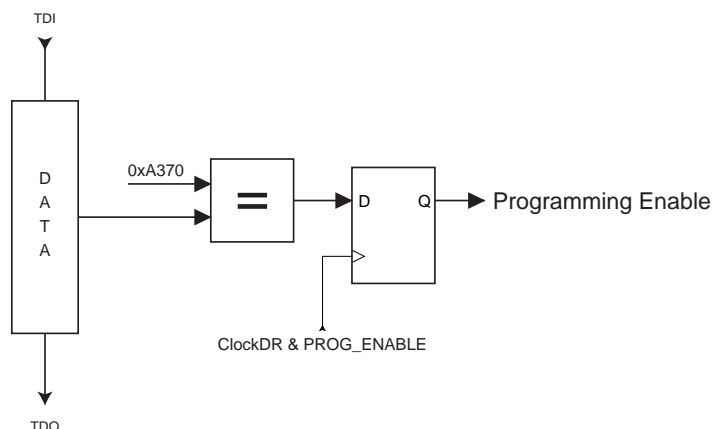 TDI
D
A
T
A
0xA370
=
D
Q
Programming Enable
ClockDR & PROG_ENABLE
TDO